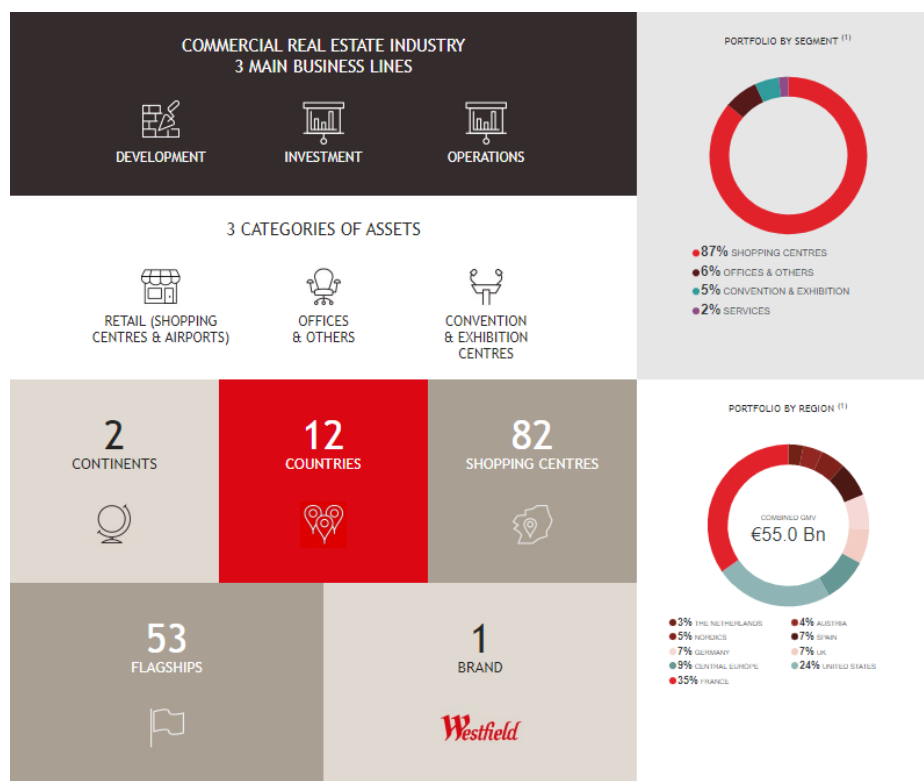 COMMERCIAL REAL ESTATE INDUSTRY
3 MAIN BUSINESS LINES
DEVELOPMENT
INVESTMENT
OPERATIONS
3 CATEGORIES OF ASSETS
RETAIL (SHOPPING
CENTRES & AIRPORTS)
OFFICES
& OTHERS
CONVENTION
& EXHIBITION
CENTRES
2
CONTINENTS
12
COUNTRIES
82
SHOPPING CENTRES
53
FLAGSHIPS
1
BRAND
Westfield
PORTFOLIO BY SEGMENT (1)
87% SHOPPING CENTRES
6% OFFICES & OTHERS
5% CONVENTION & EXHIBITION
2% SERVICES
PORTFOLIO BY REGION (1)
COMBINED GMV
€55.0 Bn
3% THE NETHERLANDS
4% AUSTRIA
5% NORDICS
7% SPAIN
7% GERMANY
7% UK
9% CENTRAL EUROPE
24% UNITED STATES
35% FRANCE